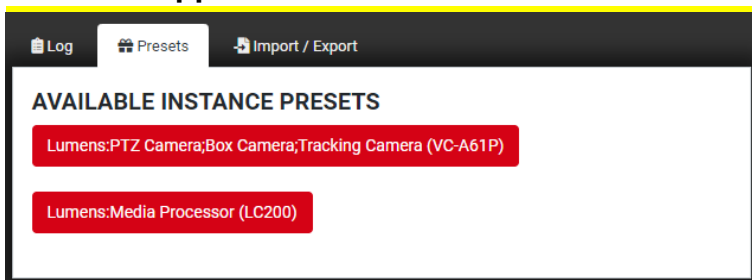 Log Presets Import / Export
AVAILABLE INSTANCE PRESETS
Lumens:PTZ Camera;Box Camera;Tracking Camera (VC-A61P)
Lumens:Media Processor (LC200)